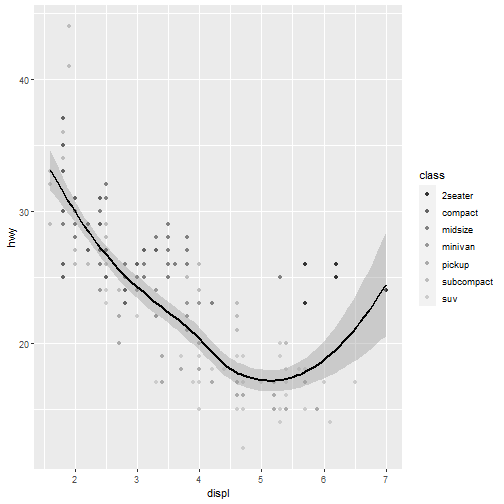 40
30
20
hwy
2
3
4
5
6
7
displ
class
2seater
compact
midsize
minivan
pickup
subcompact
suv